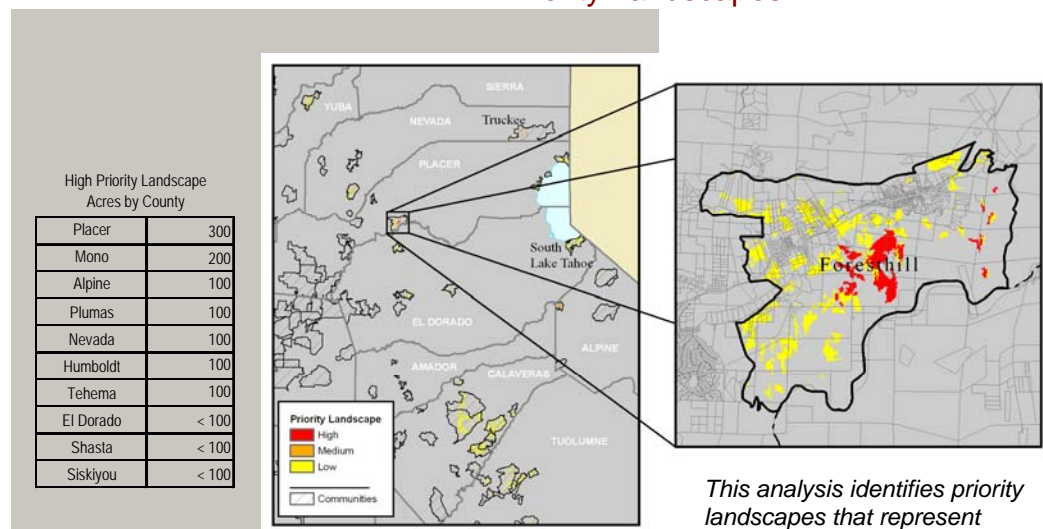 High Priority Landscape
Acres by County
Placer 300
Mono 200
Alpine 100
Plumas 100
Nevada 100
Humboldt 100
Tehema 100
El Dorado < 100
Shasta < 100
Siskiyou < 100
SIERRA
YUBA
NEVADA
Truckee
PLACER
South
Lake Tahoe
EL DORADO
ALPINE
AMADOR
CALAVERAS
TUOLUMNE
Priority Landscape
High
Medium
Low
Communities
Foresthill
This analysis identifies priority
landscapes that represent